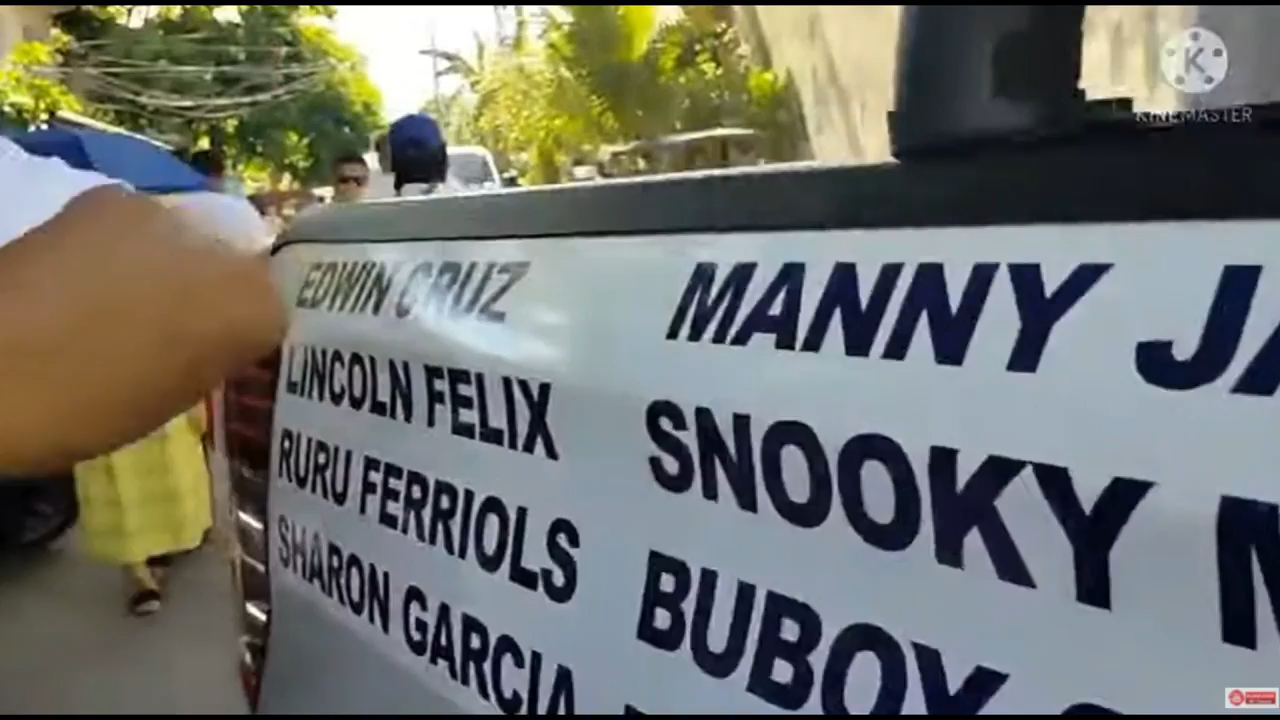 K
KINEMASTER
EDWIN CRUZ
LINCOLN FELIX
RURU FERRIOLS
SHARON GARCIA
MANNY
SNOOKY
BUBOY